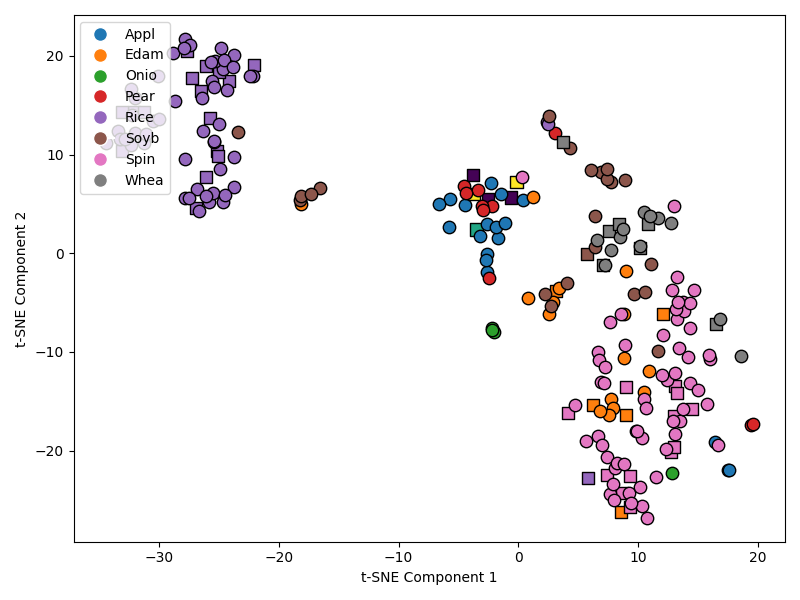 Appl
Edam
Onio
Pear
Rice
Soyb
Spin
Whea
20
10
0
−10
−20
t-SNE Component 2
−30 −20 −10 0 10 20
t-SNE Component 1